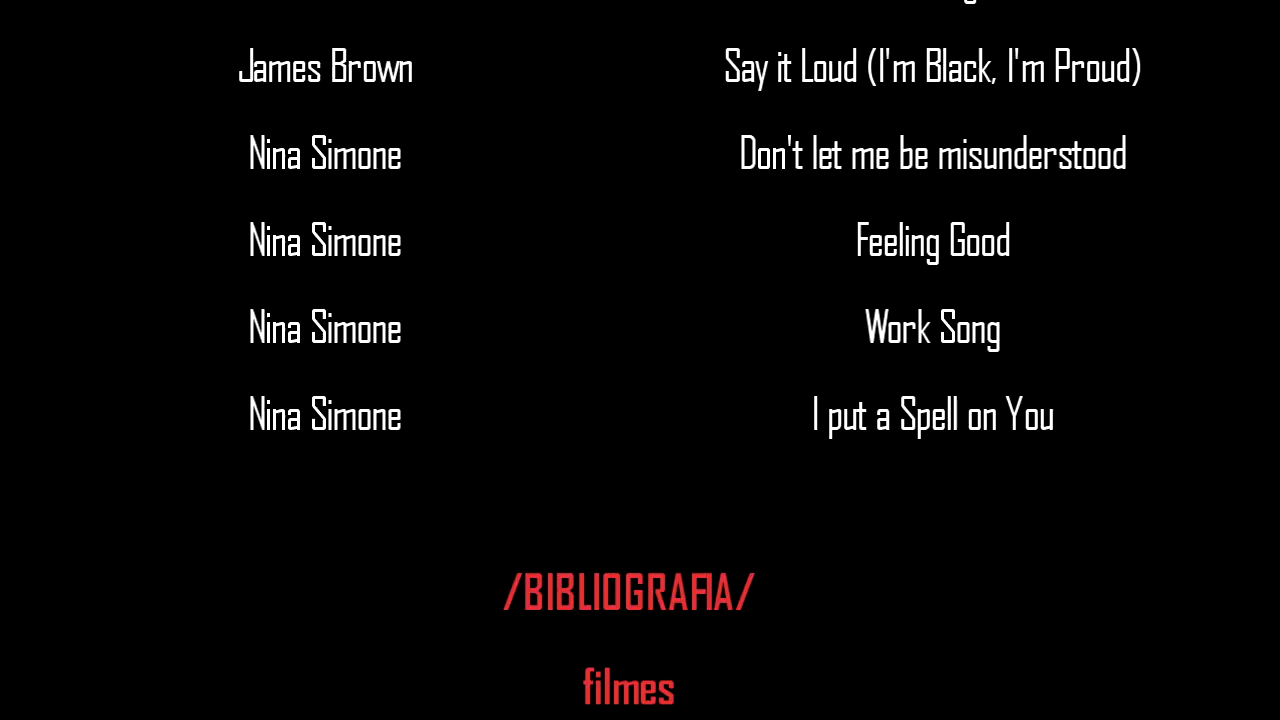 James Brown Say it Loud (I'm Black, I'm Proud)
Nina Simone Don't let me be misunderstood
Nina Simone Feeling Good
Nina Simone Work Song
Nina Simone I put a Spell on You
/BIBLIOGRAFIA/
filmes